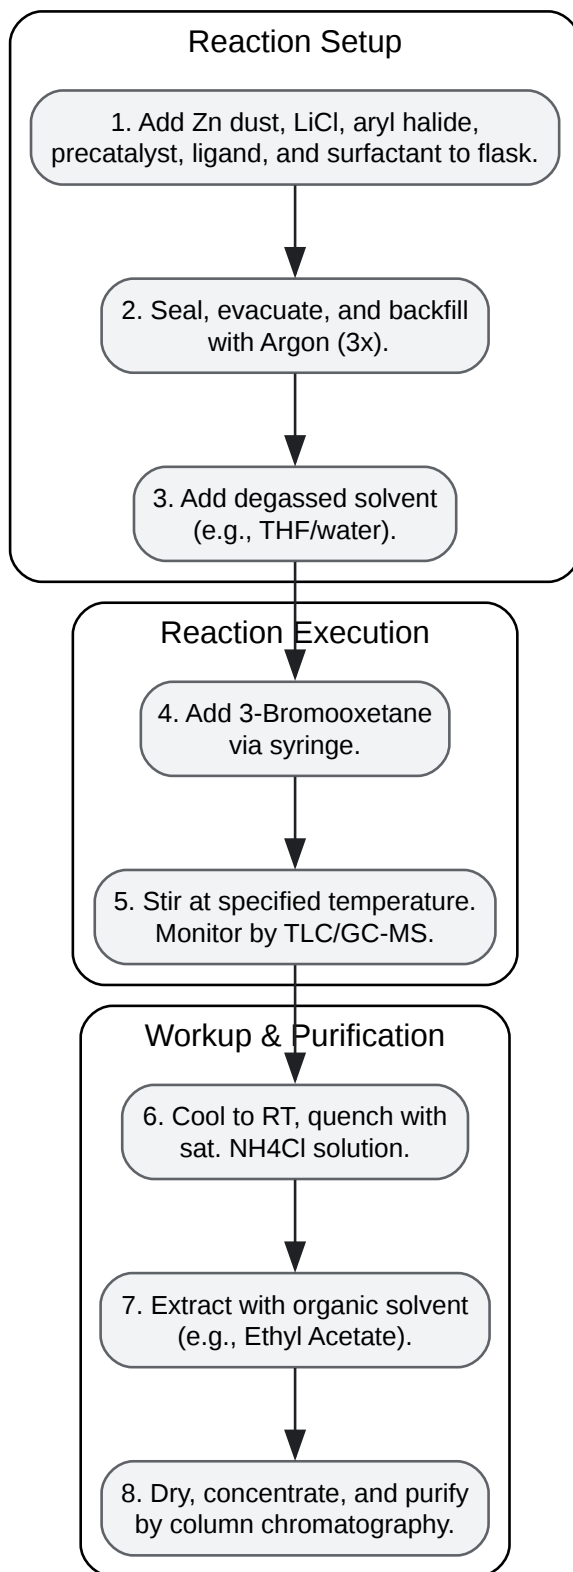 Reaction Setup
1. Add Zn dust, LiCl, aryl halide,
precatalyst, ligand, and surfactant to flask.
2. Seal, evacuate, and backfill
with Argon (3x).
3. Add degassed solvent
(e.g., THF/water).
Reaction Execution
4. Add 3-Bromooxetane
via syringe.
5. Stir at specified temperature.
Monitor by TLC/GC-MS.
Workup & Purification
6. Cool to RT, quench with
sat. NH4Cl solution.
7. Extract with organic solvent
(e.g., Ethyl Acetate).
8. Dry, concentrate, and purify
by column chromatography.